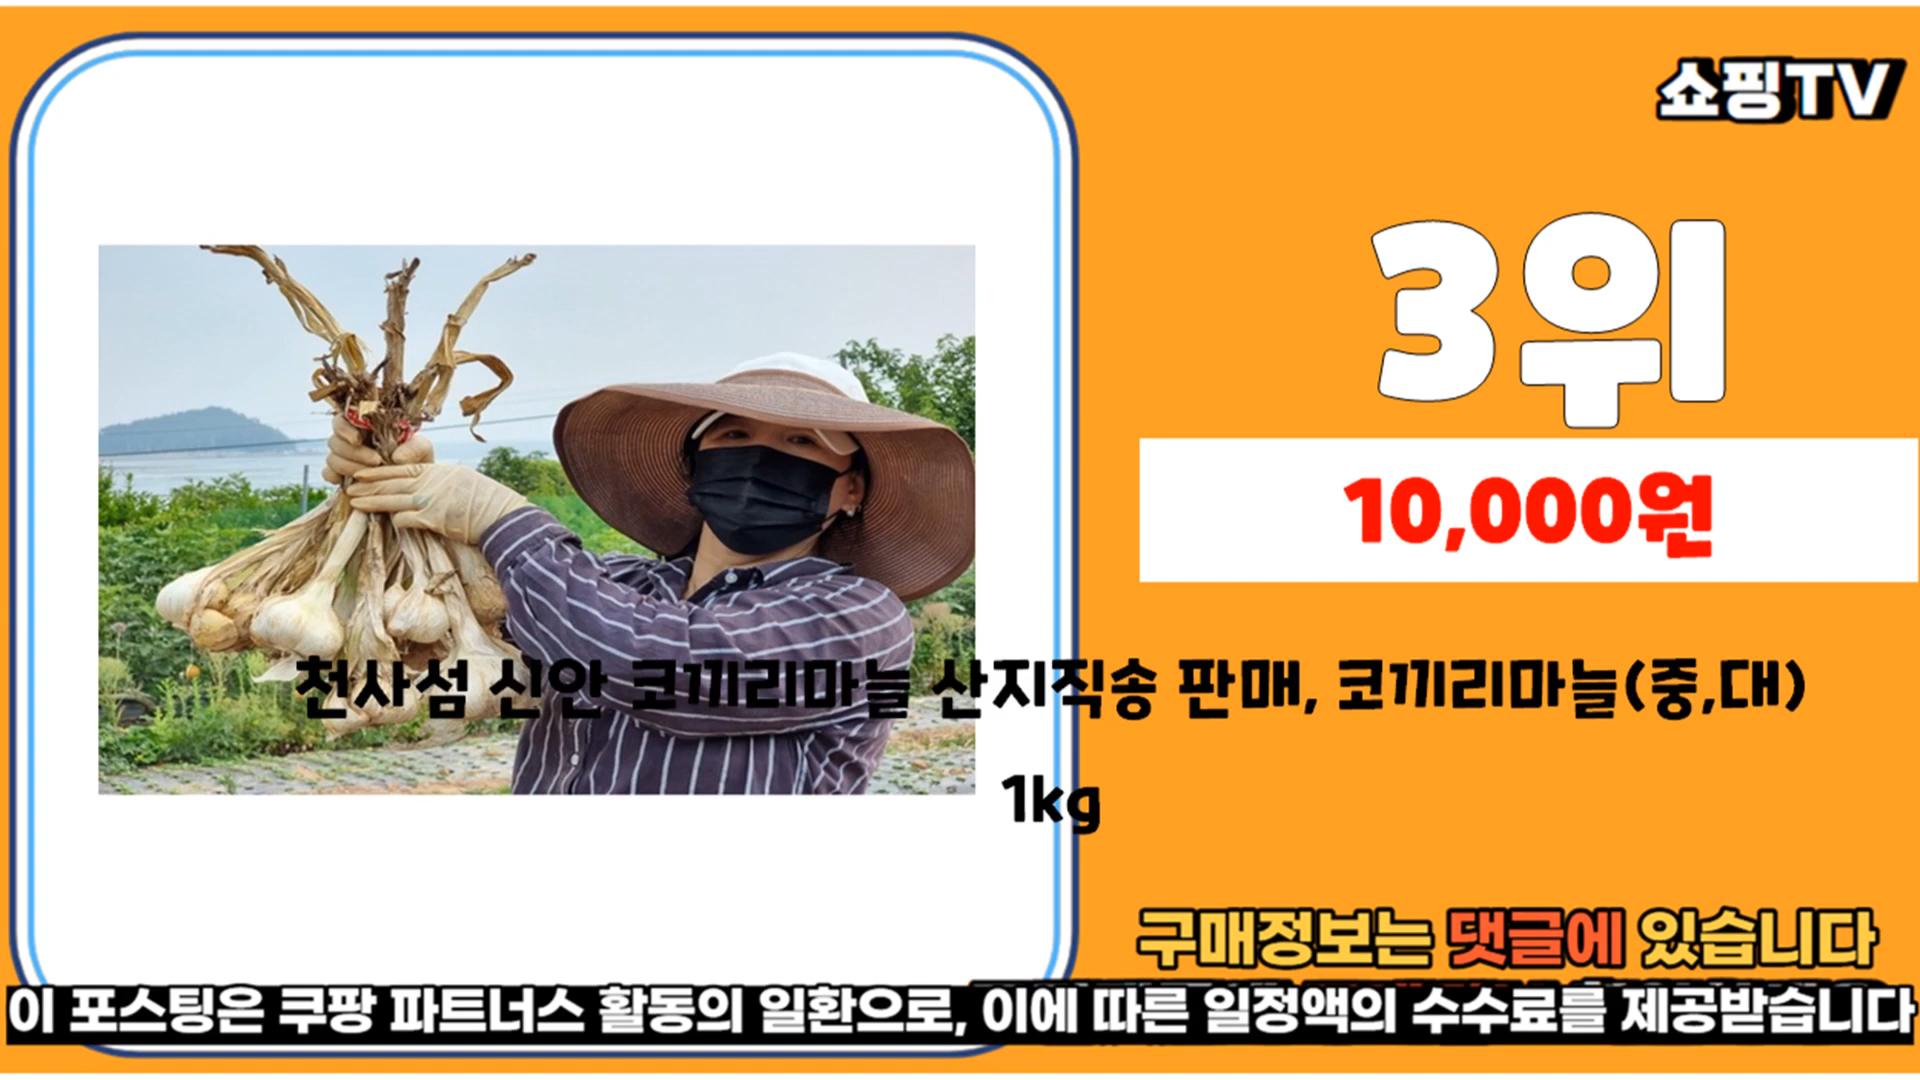 쇼핑TV
3위
10,000원
천사섬 신안 코끼리마늘 산지직송 판매, 코끼리마늘(중,대)
1kg
구매정보는 댓글에 있습니다
이 포스팅은 쿠팡 파트너스 활동의 일환으로, 이에 따른 일정액의 수수료를 제공받습니다